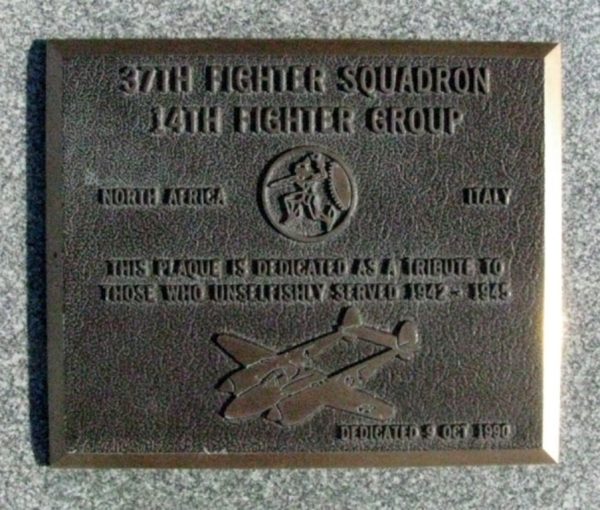 37TH FIGHTER SQUADRON
14TH FIGHTER GROUP
NORTH AFRICA ITALY
THIS PLAQUE IS DEDICATED AS A TRIBUTE TO
THOSE WHO UNSELFISHLY SERVED 1942 - 1945
DEDICATED 9 OCT 1990